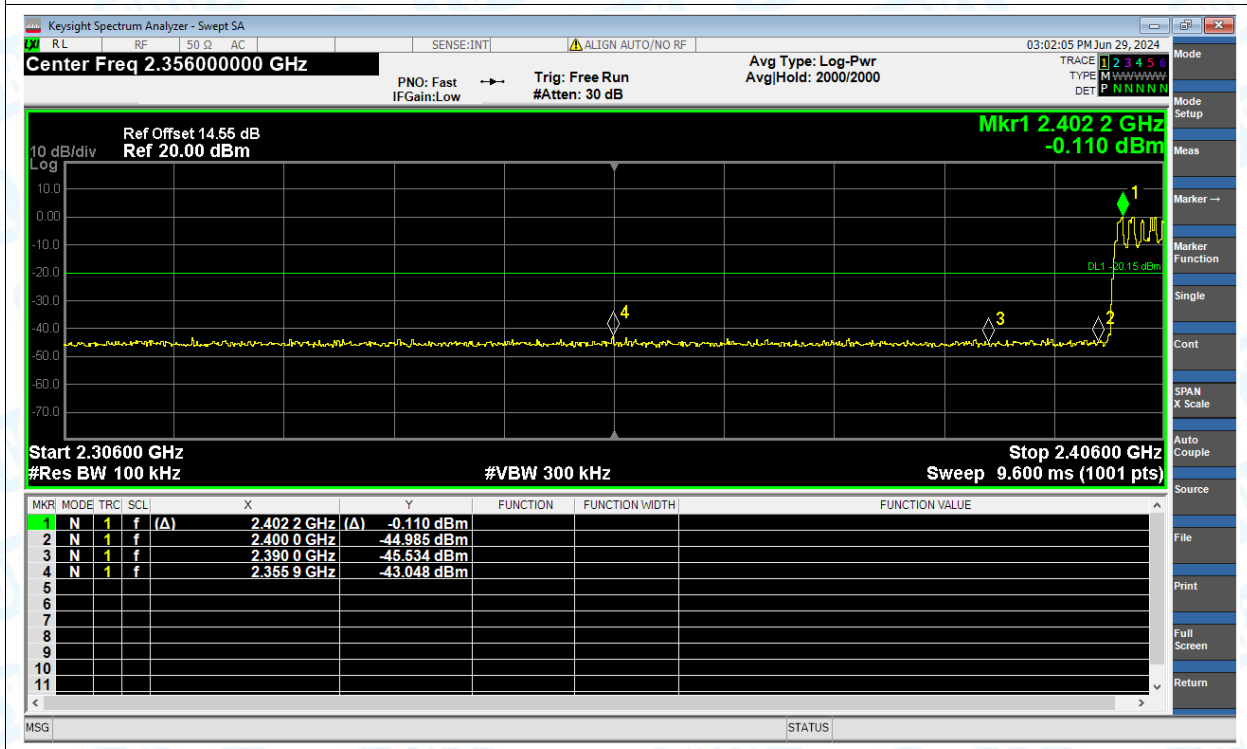 Keysight Spectrum Analyzer - Swept SA
LXI RL RF 50 Ω AC SENSE:INT ALIGN AUTO/NO RF 03:02:05 PM Jun 29, 2024
Center Freq 2.356000000 GHz
PNO: Fast
IFGain:Low
Trig: Free Run
#Atten: 30 dB
Avg Type: Log-Pwr
Avg|Hold: 2000/2000
TRACE 1 2 3 4 5 6
TYPE M WWWWW
DET P N N N N N
Ref Offset 14.55 dB
Ref 20.00 dBm
10 dB/div
Log
Mkr1 2.402 2 GHz
-0.110 dBm
10.0
0.00
-10.0
-20.0
-30.0
-40.0
-50.0
-60.0
-70.0
1
DL1 -20.15 dBm
4
3
2
Start 2.30600 GHz
Stop 2.40600 GHz
#Res BW 100 kHz
#VBW 300 kHz
Sweep 9.600 ms (1001 pts)
MKR MODE TRC SCL X Y FUNCTION FUNCTION WIDTH FUNCTION VALUE
1 N 1 f (Δ) 2.402 2 GHz (Δ) -0.110 dBm
2 N 1 f 2.400 0 GHz -44.985 dBm
3 N 1 f 2.390 0 GHz -45.534 dBm
4 N 1 f 2.355 9 GHz -43.048 dBm
5
6
7
8
9
10
11
MSG
STATUS
Mode
Mode Setup
Meas
Marker →
Marker Function
Single
Cont
SPAN X Scale
Auto Couple
Source
File
Print
Full Screen
Return